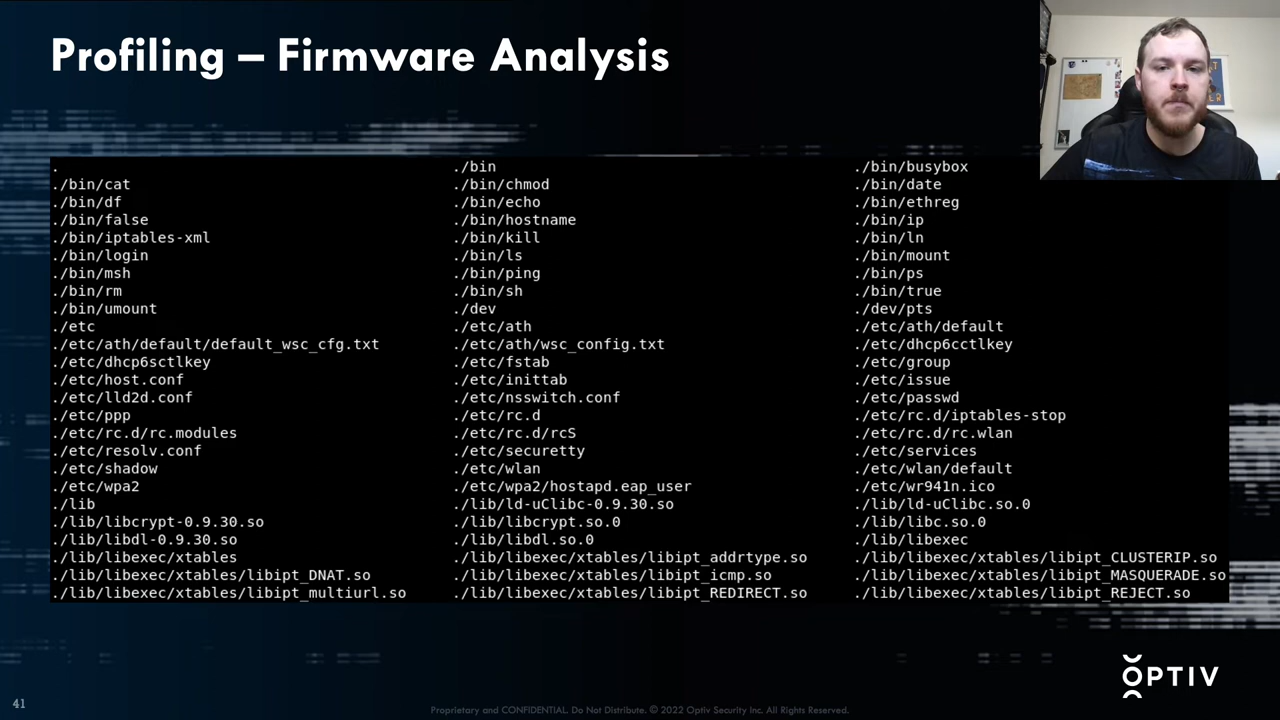 Profiling – Firmware Analysis
. ./bin ./bin/busybox
./bin/cat ./bin/chmod ./bin/date
./bin/df ./bin/echo ./bin/ethreg
./bin/false ./bin/hostname ./bin/ip
./bin/iptables-xml ./bin/kill ./bin/ln
./bin/login ./bin/ls ./bin/mount
./bin/msh ./bin/ping ./bin/ps
./bin/rm ./bin/sh ./bin/true
./bin/umount ./dev ./dev/pts
./etc ./etc/ath ./etc/ath/default
./etc/ath/default/default_wsc_cfg.txt ./etc/ath/wsc_config.txt ./etc/dhcp6cctlkey
./etc/dhcp6sctlkey ./etc/fstab ./etc/group
./etc/host.conf ./etc/inittab ./etc/issue
./etc/lld2d.conf ./etc/nsswitch.conf ./etc/passwd
./etc/ppp ./etc/rc.d ./etc/rc.d/iptables-stop
./etc/rc.d/rc.modules ./etc/rc.d/rcS ./etc/rc.d/rc.wlan
./etc/resolv.conf ./etc/securetty ./etc/services
./etc/shadow ./etc/wlan ./etc/wlan/default
./etc/wpa2 ./etc/wpa2/hostapd.eap_user ./etc/wr941n.ico
./lib ./lib/ld-uClibc-0.9.30.so ./lib/ld-uClibc.so.0
./lib/libcrypt-0.9.30.so ./lib/libcrypt.so.0 ./lib/libc.so.0
./lib/libdl-0.9.30.so ./lib/libdl.so.0 ./lib/libexec
./lib/libexec/xtables ./lib/libexec/xtables/libipt_addrtype.so ./lib/libexec/xtables/libipt_CLUSTERIP.so
./lib/libexec/xtables/libipt_DNAT.so ./lib/libexec/xtables/libipt_icmp.so ./lib/libexec/xtables/libipt_MASQUERADE.so
./lib/libexec/xtables/libipt_multiurl.so ./lib/libexec/xtables/libipt_REDIRECT.so ./lib/libexec/xtables/libipt_REJECT.so
OPTIV
41
Proprietary and CONFIDENTIAL. Do Not Distribute. © 2022 Optiv Security Inc. All Rights Reserved.